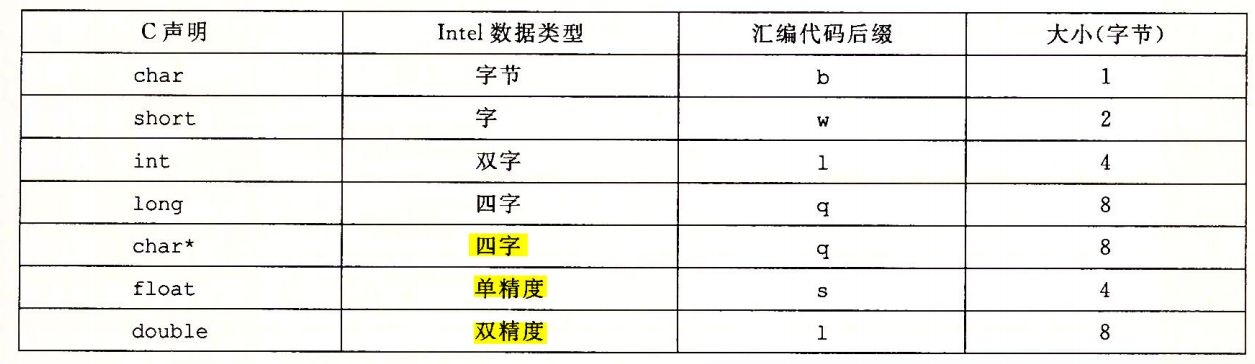 C声明 Intel 数据类型 汇编代码后缀 大小(字节)
char 字节 b 1
short 字 w 2
int 双字 l 4
long 四字 q 8
char* 四字 q 8
float 单精度 s 4
double 双精度 l 8